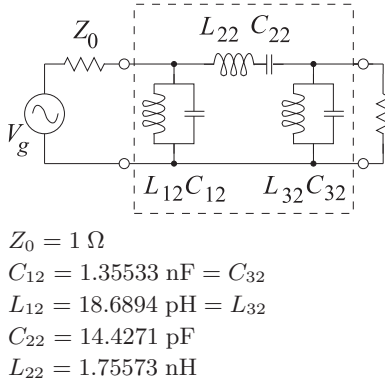 Z₀
L₂₂ C₂₂
V_g
L₁₂C₁₂ L₃₂C₃₂
Z₀ = 1 Ω
C₁₂ = 1.35533 nF = C₃₂
L₁₂ = 18.6894 pH = L₃₂
C₂₂ = 14.4271 pF
L₂₂ = 1.75573 nH